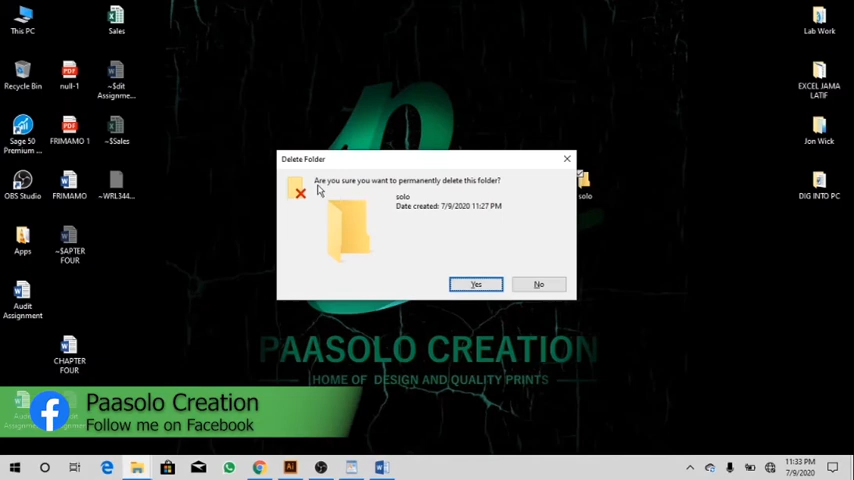 This PC
Sales
Lab Work
Recycle Bin
null-1
~$dit
Assignme...
EXCEL JAMA
LATIF
Sage 50
Premium ...
FRIMAMO 1
~$Sales
Jon Wick
OBS Studio
FRIMAMO
~WRL344...
DIG INTO PC
Apps
~$APTER
FOUR
Audit
Assignment
CHAPTER
FOUR
Delete Folder
Are you sure you want to permanently delete this folder?
solo
Date created: 7/9/2020 11:27 PM
Yes
No
solo
PAASOLO CREATION
HOME OF DESIGN AND QUALITY PRINTS
Paasolo Creation
Follow me on Facebook
11:33 PM
7/9/2020